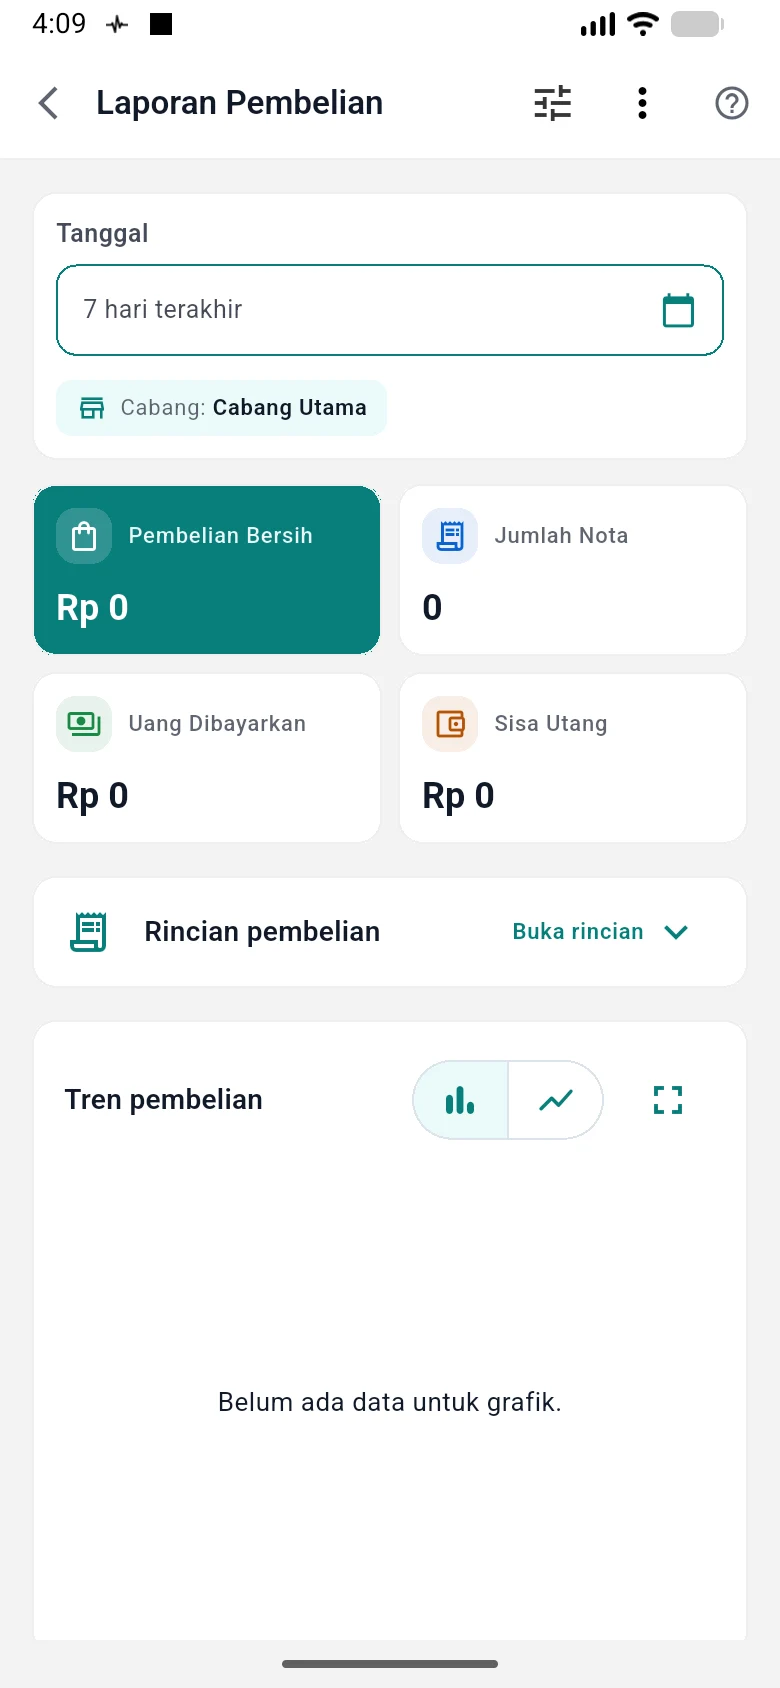 4:09
Laporan Pembelian
Tanggal
7 hari terakhir
Cabang: Cabang Utama
Pembelian Bersih
Rp 0
Jumlah Nota
0
Uang Dibayarkan
Rp 0
Sisa Utang
Rp 0
Rincian pembelian
Buka rincian
Tren pembelian
Belum ada data untuk grafik.